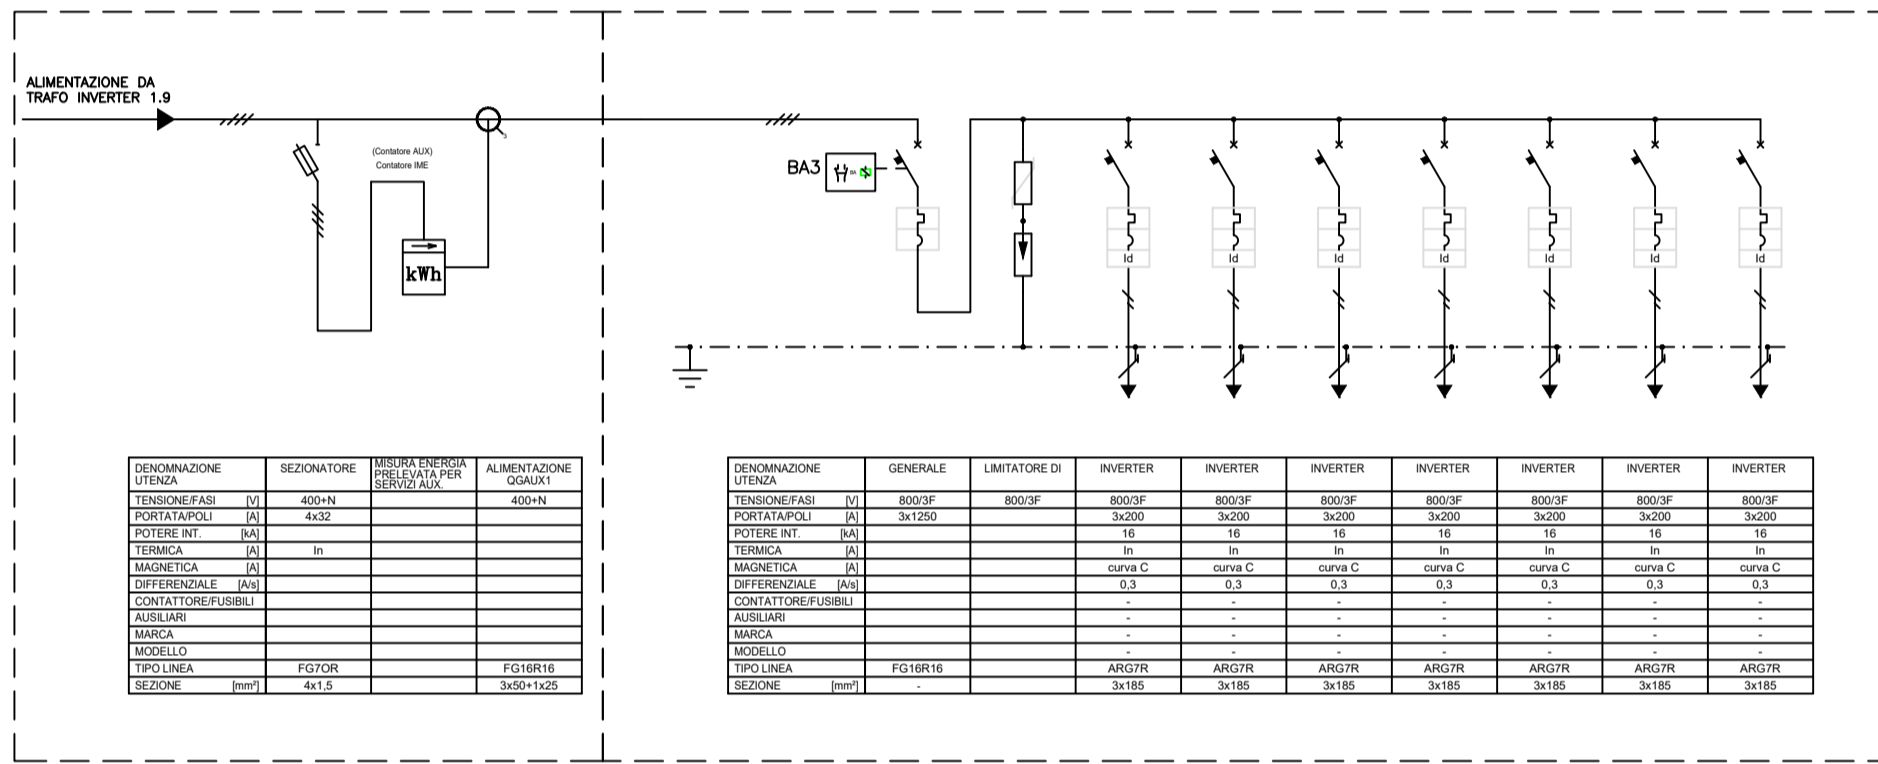 ALIMENTAZIONE DA
TRAFO INVERTER 1.9
(Contatore AUX)
Contatore IME
3
kWh
BA3
BA
Id Id Id Id Id Id Id
DENOMNAZIONE UTENZA SEZIONATORE MISURA ENERGIA PRELEVATA PER SERVIZI AUX. ALIMENTAZIONE QGAUX1
TENSIONE/FASI [V] 400+N 400+N
PORTATA/POLI [A] 4x32
POTERE INT. [kA]
TERMICA [A] In
MAGNETICA [A]
DIFFERENZIALE [A/s]
CONTATTORE/FUSIBILI
AUSILIARI
MARCA
MODELLO
TIPO LINEA FG7OR FG16R16
SEZIONE [mm²] 4x1,5 3x50+1x25
DENOMNAZIONE UTENZA GENERALE LIMITATORE DI INVERTER INVERTER INVERTER INVERTER INVERTER INVERTER INVERTER
TENSIONE/FASI [V] 800/3F 800/3F 800/3F 800/3F 800/3F 800/3F 800/3F 800/3F 800/3F
PORTATA/POLI [A] 3x1250 3x200 3x200 3x200 3x200 3x200 3x200 3x200
POTERE INT. [kA] 16 16 16 16 16 16 16
TERMICA [A] In In In In In In In
MAGNETICA [A] curva C curva C curva C curva C curva C curva C curva C
DIFFERENZIALE [A/s] 0,3 0,3 0,3 0,3 0,3 0,3 0,3
CONTATTORE/FUSIBILI - - - - - - -
AUSILIARI - - - - - - -
MARCA - - - - - - -
MODELLO - - - - - - -
TIPO LINEA FG16R16 ARG7R ARG7R ARG7R ARG7R ARG7R ARG7R ARG7R
SEZIONE [mm²] - 3x185 3x185 3x185 3x185 3x185 3x185 3x185